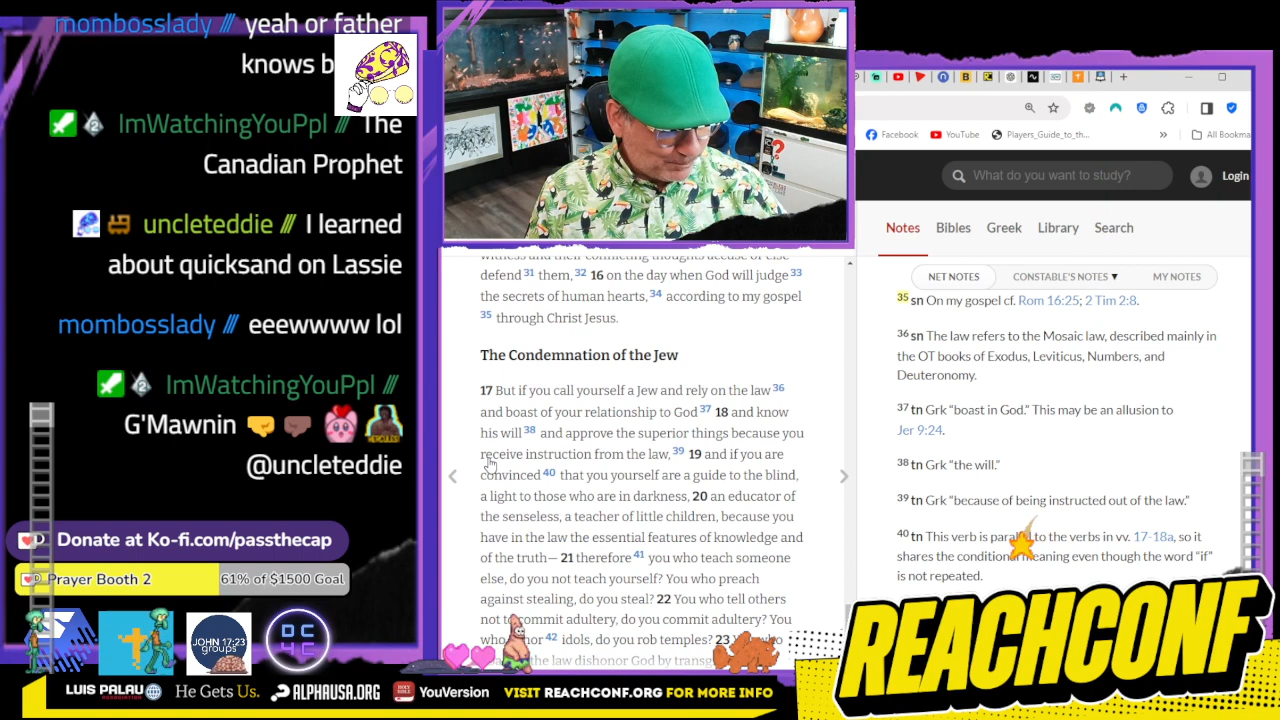 mombosslady /// yeah or father
knows b
ImWatchingYouPpl /// The
Canadian Prophet
uncleteddie /// I learned
about quicksand on Lassie
mombosslady /// eeewwww lol
ImWatchingYouPpl ///
G'Mawnin
@uncleteddie
Donate at Ko-fi.com/passthecap
Prayer Booth 2 61% of $1500 Goal
JOHN 17:23
groups
defend 31 them, 32 16 on the day when God will judge 33
the secrets of human hearts, 34 according to my gospel
35 through Christ Jesus.
The Condemnation of the Jew
17 But if you call yourself a Jew and rely on the law 36
and boast of your relationship to God 37 18 and know
his will 38 and approve the superior things because you
receive instruction from the law, 39 19 and if you are
convinced 40 that you yourself are a guide to the blind,
a light to those who are in darkness, 20 an educator of
the senseless, a teacher of little children, because you
have in the law the essential features of knowledge and
of the truth— 21 therefore 41 you who teach someone
else, do you not teach yourself? You who preach
against stealing, do you steal? 22 You who tell others
not to commit adultery, do you commit adultery? You
who 42 idols, do you rob temples? 23
the law dishonor God by
Facebook YouTube Players_Guide_to_th... » All Bookma
What do you want to study? Login
Notes Bibles Greek Library Search
NET NOTES CONSTABLE'S NOTES ▼ MY NOTES
35 sn On my gospel cf. Rom 16:25; 2 Tim 2:8.
36 sn The law refers to the Mosaic law, described mainly in
the OT books of Exodus, Leviticus, Numbers, and
Deuteronomy.
37 tn Grk “boast in God.” This may be an allusion to
Jer 9:24.
38 tn Grk “the will.”
39 tn Grk “because of being instructed out of the law.”
40 tn This verb is parallel to the verbs in vv. 17-18a, so it
shares the conditional meaning even though the word “if”
is not repeated.
REACHCONF
LUIS PALAU He Gets Us. ALPHAUSA.ORG HOLY BIBLE YouVersion VISIT REACHCONF.ORG FOR MORE INFO